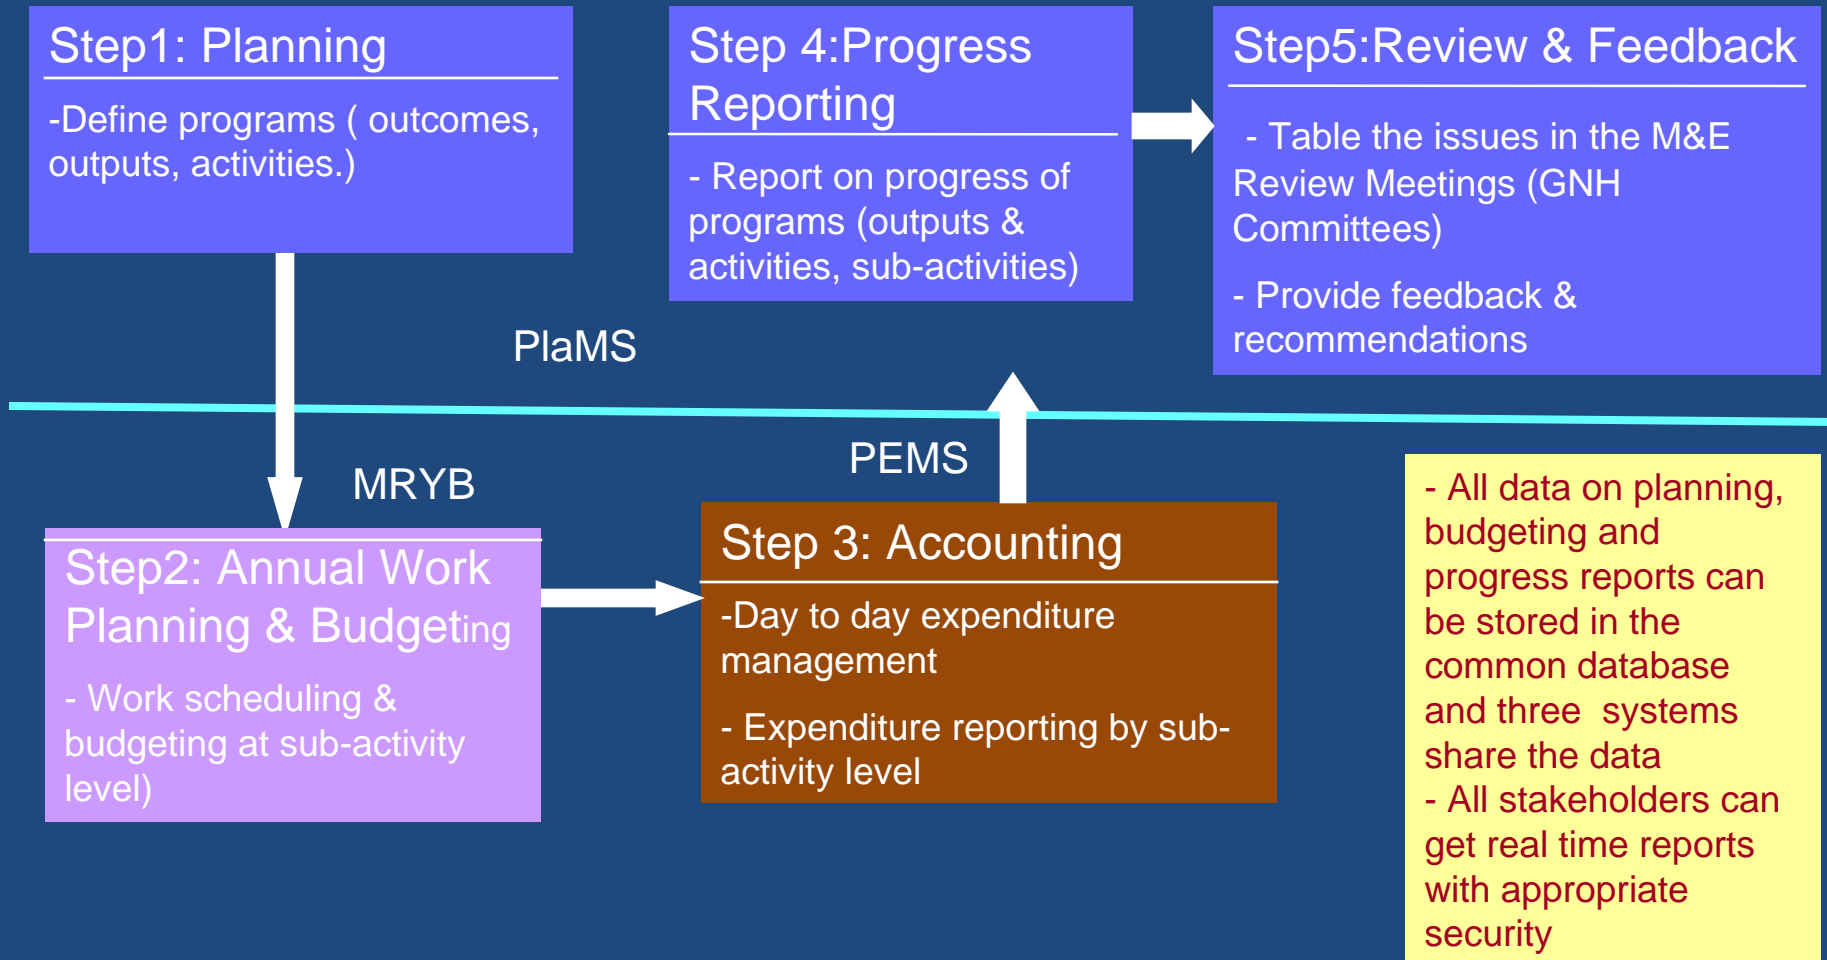 Step1: Planning
-Define programs ( outcomes,
outputs, activities.)
Step 4:Progress
Reporting
- Report on progress of
programs (outputs &
activities, sub-activities)
Step5:Review & Feedback
- Table the issues in the M&E
Review Meetings (GNH
Committees)
- Provide feedback &
recommendations
PlaMS
MRYB
PEMS
Step2: Annual Work
Planning & Budgeting
- Work scheduling &
budgeting at sub-activity
level)
Step 3: Accounting
-Day to day expenditure
management
- Expenditure reporting by sub-
activity level
- All data on planning,
budgeting and
progress reports can
be stored in the
common database
and three systems
share the data
- All stakeholders can
get real time reports
with appropriate
security